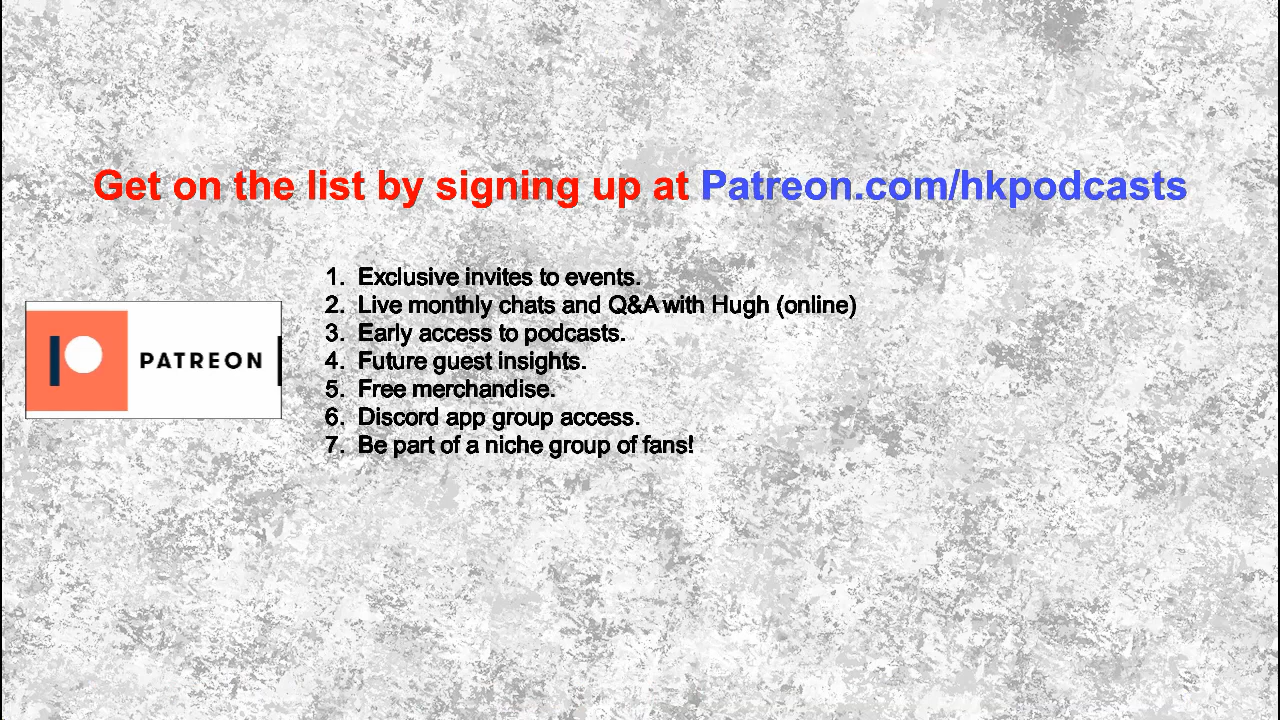 Get on the list by signing up at Patreon.com/hkpodcasts
1. Exclusive invites to events.
2. Live monthly chats and Q&A with Hugh (online)
3. Early access to podcasts.
4. Future guest insights.
5. Free merchandise.
6. Discord app group access.
7. Be part of a niche group of fans!
PATREON